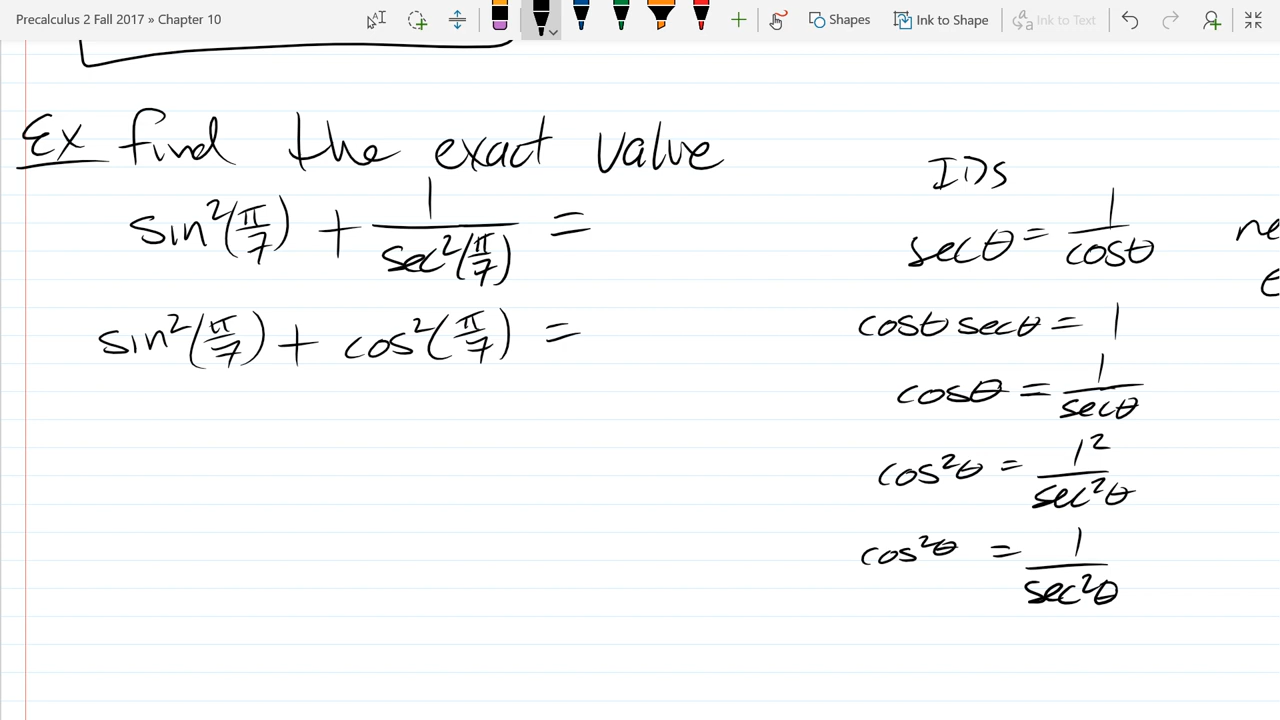 Precalculus 2 Fall 2017 » Chapter 10
Shapes
Ink to Shape
Ink to Text
Ex find the exact value
sin²(π/7) + 1/sec²(π/7) =
sin²(π/7) + cos²(π/7) =
IDs
secθ = 1/cosθ
cosθ secθ = 1
cosθ = 1/secθ
cos²θ = 1²/sec²θ
cos²θ = 1/sec²θ
ne